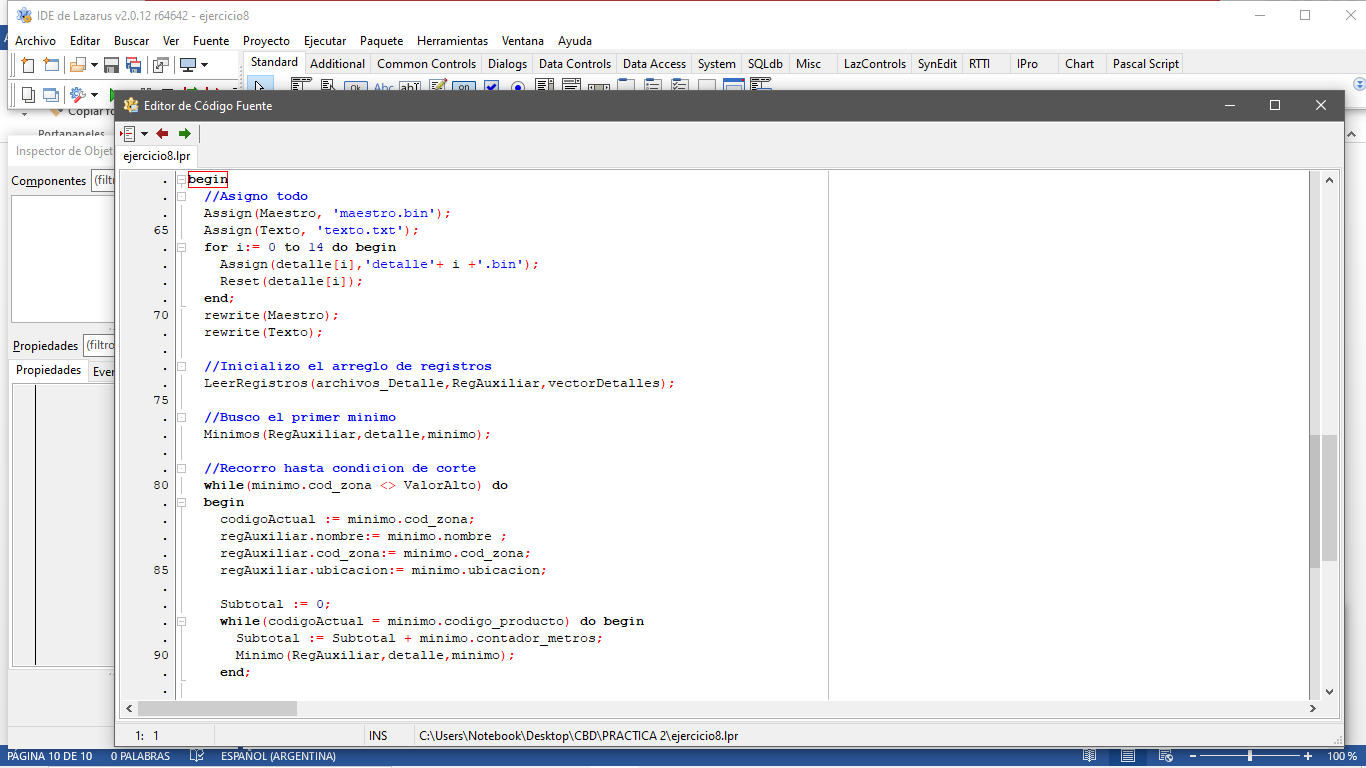 IDE de Lazarus v2.0.12 r64642 - ejercicio8
Archivo Editar Buscar Ver Fuente Proyecto Ejecutar Paquete Herramientas Ventana Ayuda
Standard Additional Common Controls Dialogs Data Controls Data Access System SQLdb Misc LazControls SynEdit RTTI IPro Chart Pascal Script
Editor de Código Fuente
Copiar fo
Portapapeles
Inspector de Objet
ejercicio8.lpr
Componentes (filtr
Propiedades (filtro
Propiedades Ever
. begin
. //Asigno todo
. Assign(Maestro, 'maestro.bin');
65 Assign(Texto, 'texto.txt');
. for i:= 0 to 14 do begin
. Assign(detalle[i],'detalle'+ i +'.bin');
. Reset(detalle[i]);
. end;
70 rewrite(Maestro);
. rewrite(Texto);
.
. //Inicializo el arreglo de registros
. LeerRegistros(archivos_Detalle,RegAuxiliar,vectorDetalles);
75
. //Busco el primer minimo
. Minimos(RegAuxiliar,detalle,minimo);
.
. //Recorro hasta condicion de corte
80 while(minimo.cod_zona <> ValorAlto) do
. begin
. codigoActual := minimo.cod_zona;
. regAuxiliar.nombre:= minimo.nombre ;
. regAuxiliar.cod_zona:= minimo.cod_zona;
85 regAuxiliar.ubicacion:= minimo.ubicacion;
.
. Subtotal := 0;
. while(codigoActual = minimo.codigo_producto) do begin
. Subtotal := Subtotal + minimo.contador_metros;
90 Minimo(RegAuxiliar,detalle,minimo);
. end;
.
1: 1 INS C:\Users\Notebook\Desktop\CBD\PRACTICA 2\ejercicio8.lpr
PÁGINA 10 DE 10 0 PALABRAS ESPAÑOL (ARGENTINA) 100 %